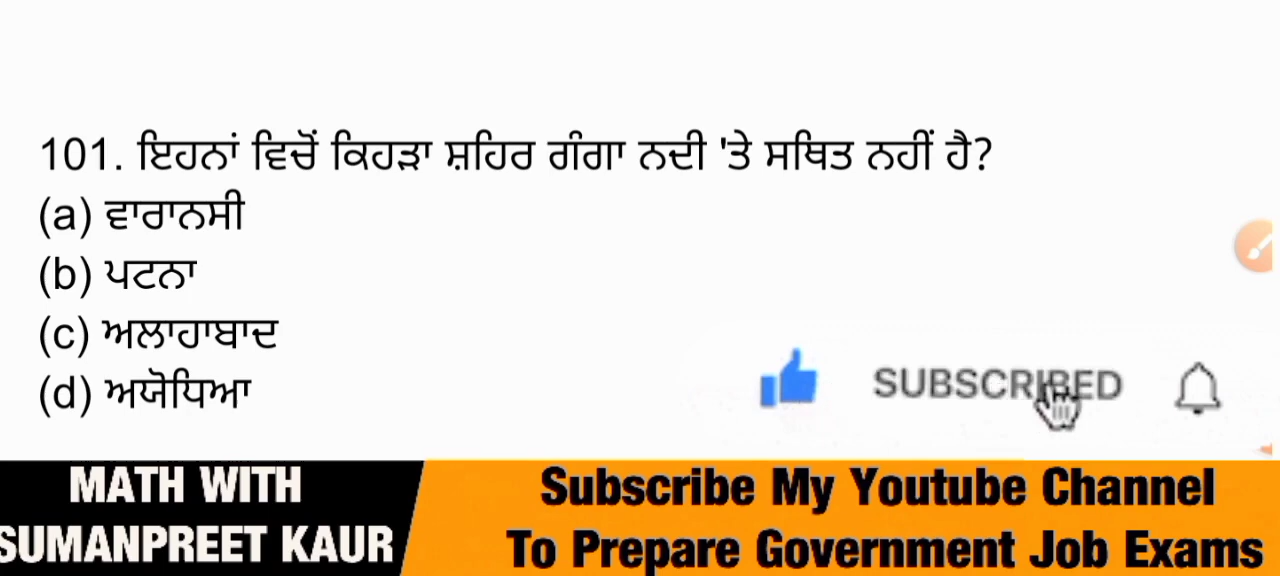 101. ਇਹਨਾਂ ਵਿਚੋਂ ਕਿਹੜਾ ਸ਼ਹਿਰ ਗੰਗਾ ਨਦੀ 'ਤੇ ਸਥਿਤ ਨਹੀਂ ਹੈ?
(a) ਵਾਰਾਨਸੀ
(b) ਪਟਨਾ
(c) ਅਲਾਹਾਬਾਦ
(d) ਅਯੋਧਿਆ
SUBSCRIBED
MATH WITH
SUMANPREET KAUR
Subscribe My Youtube Channel
To Prepare Government Job Exams